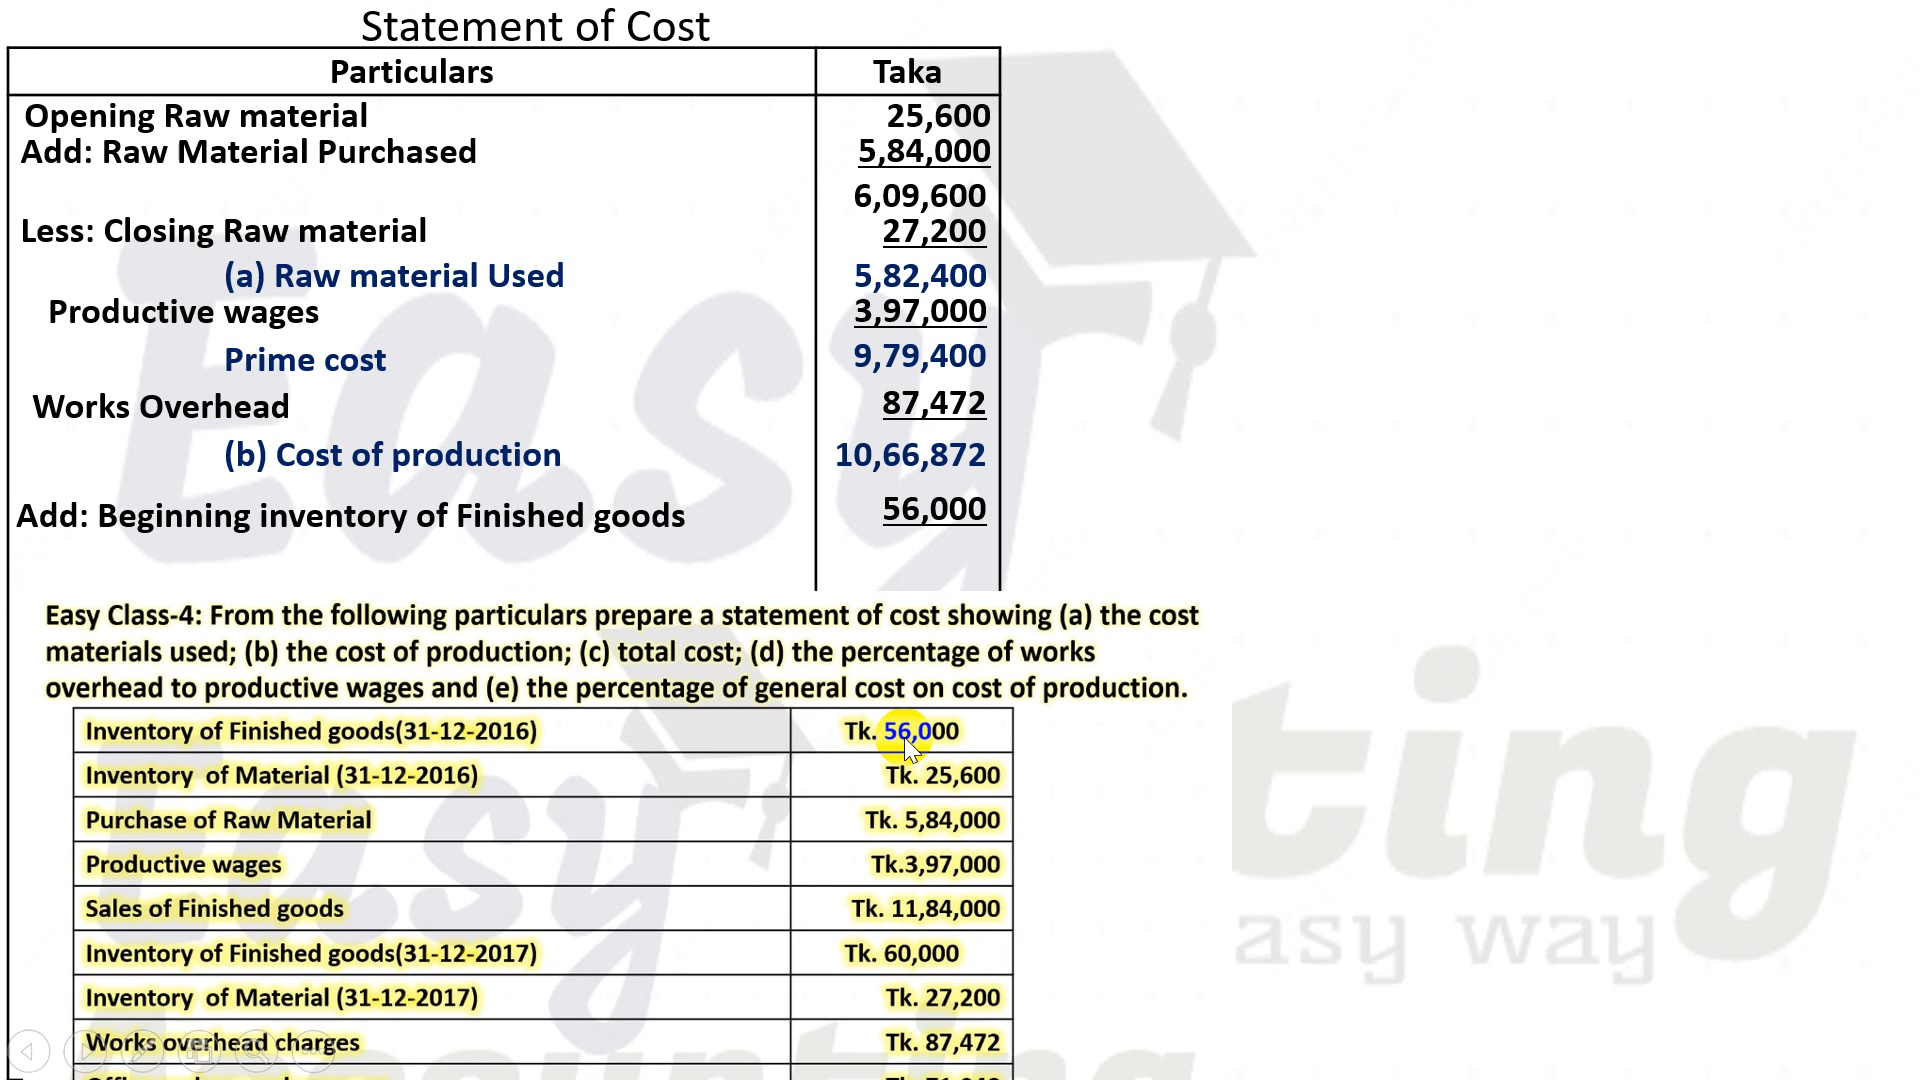 Statement of Cost
Particulars Taka
Opening Raw material 25,600
Add: Raw Material Purchased 5,84,000
6,09,600
Less: Closing Raw material 27,200
(a) Raw material Used 5,82,400
Productive wages 3,97,000
Prime cost 9,79,400
Works Overhead 87,472
(b) Cost of production 10,66,872
Add: Beginning inventory of Finished goods 56,000
Easy Class-4: From the following particulars prepare a statement of cost showing (a) the cost
materials used; (b) the cost of production; (c) total cost; (d) the percentage of works
overhead to productive wages and (e) the percentage of general cost on cost of production.
Inventory of Finished goods(31-12-2016) Tk. 56,000
Inventory of Material (31-12-2016) Tk. 25,600
Purchase of Raw Material Tk. 5,84,000
Productive wages Tk.3,97,000
Sales of Finished goods Tk. 11,84,000
Inventory of Finished goods(31-12-2017) Tk. 60,000
Inventory of Material (31-12-2017) Tk. 27,200
Works overhead charges Tk. 87,472
Easy
Easy
ting
asy way